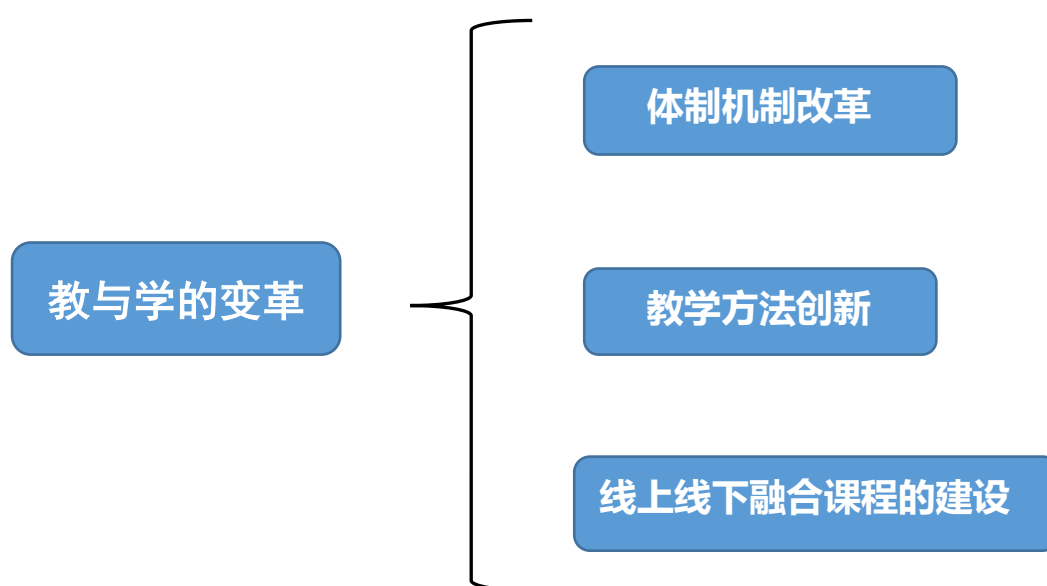 体制机制改革
教与学的变革
教学方法创新
线上线下融合课程的建设